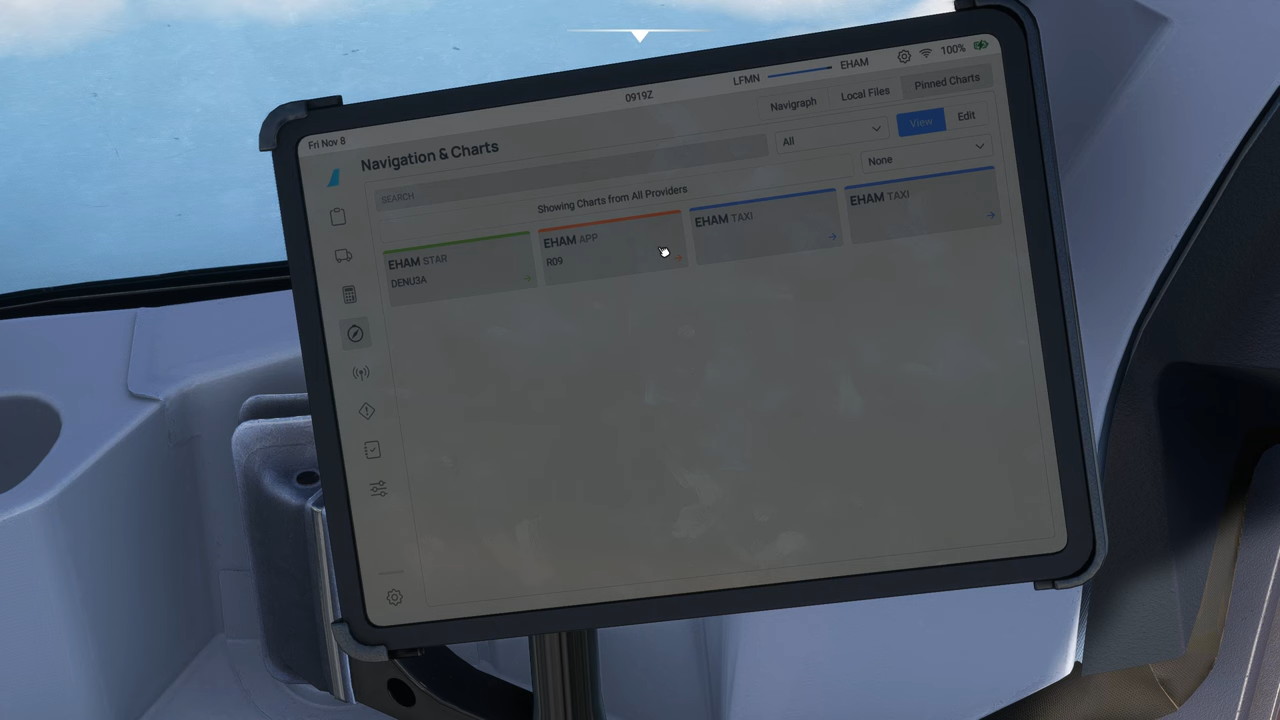 Fri Nov 8
0919Z
LFMN
EHAM
100%
Navigation & Charts
Navigraph
Local Files
Pinned Charts
SEARCH
All
View
Edit
Showing Charts from All Providers
None
EHAM STAR
DENU3A
EHAM APP
R09
EHAM TAXI
EHAM TAXI